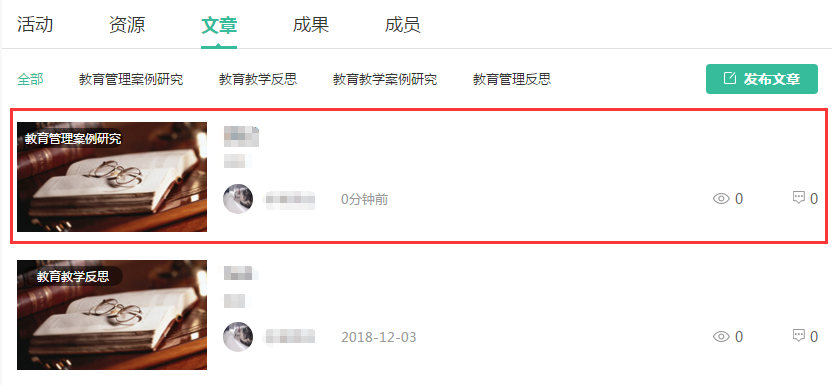 活动 资源 文章 成果 成员
全部 教育管理案例研究 教育教学反思 教育教学案例研究 教育管理反思 发布文章
教育管理案例研究
0分钟前 0 0
教育教学反思
2018-12-03 0 0